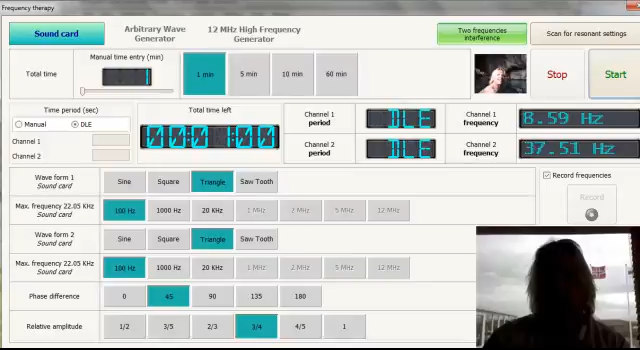 Frequency therapy
Sound card
Arbitrary Wave
Generator
12 MHz High Frequency
Generator
Two frequencies
interference
Scan for resonant settings
Manual time entry (min)
Total time
1
1 min
5 min
10 min
60 min
Stop
Start
Time period (sec)
Manual
DLE
Channel 1
Channel 2
Total time left
00:01:00
Channel 1
period
DLE
Channel 1
frequency
8.59 Hz
Channel 2
period
DLE
Channel 2
frequency
37.51 Hz
Wave form 1
Sound card
Sine
Square
Triangle
Saw Tooth
Record frequencies
Record
Max. frequency 22.05 KHz
Sound card
100 Hz
1000 Hz
20 KHz
1 MHz
2 MHz
5 MHz
12 MHz
Wave form 2
Sound card
Sine
Square
Triangle
Saw Tooth
Max. frequency 22.05 KHz
Sound card
100 Hz
1000 Hz
20 KHz
1 MHz
2 MHz
5 MHz
12 MHz
Phase difference
0
45
90
135
180
Relative amplitude
1/2
3/5
2/3
3/4
4/5
1